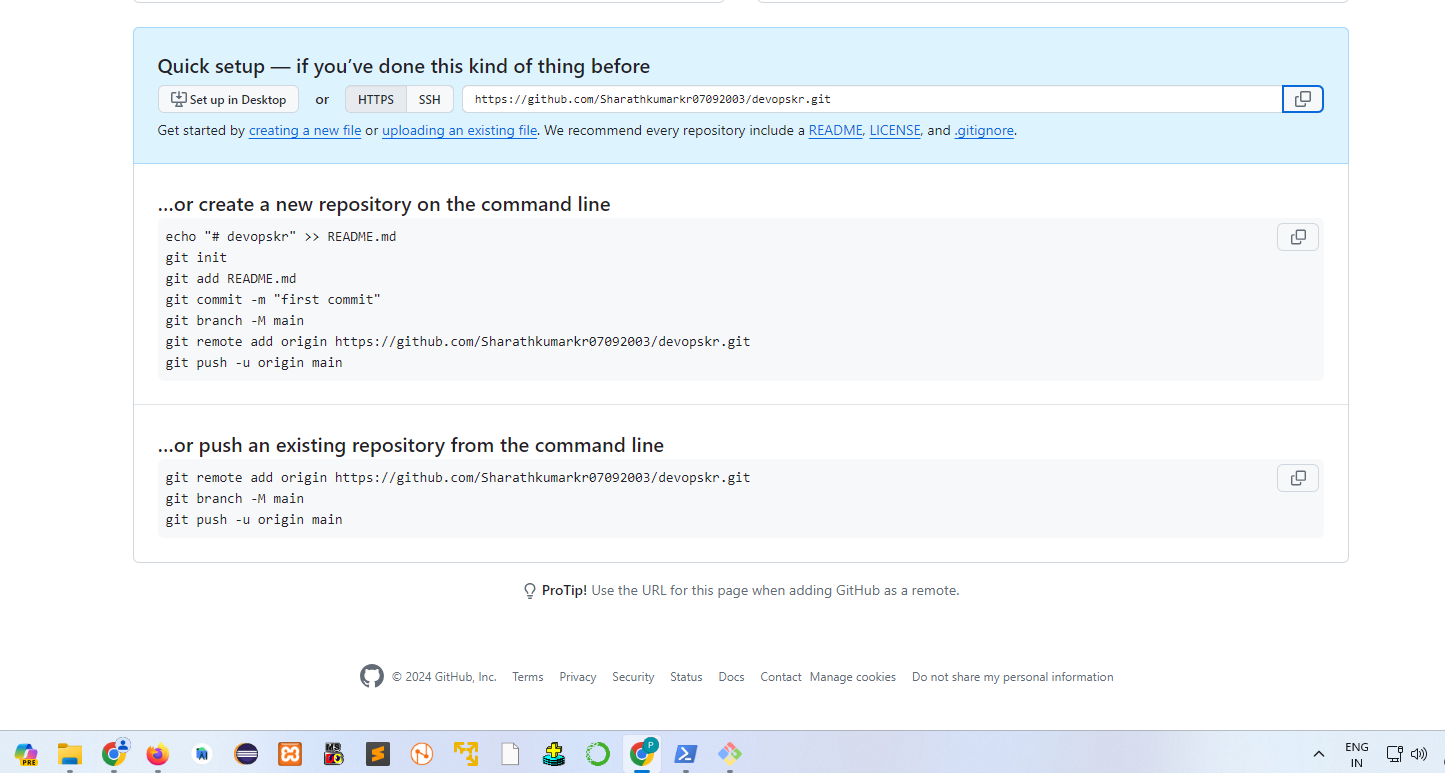 Quick setup — if you’ve done this kind of thing before
Set up in Desktop or HTTPS SSH https://github.com/Sharathkumarkr07092003/devopskr.git
Get started by creating a new file or uploading an existing file. We recommend every repository include a README, LICENSE, and .gitignore.
…or create a new repository on the command line
echo "# devopskr" >> README.md
git init
git add README.md
git commit -m "first commit"
git branch -M main
git remote add origin https://github.com/Sharathkumarkr07092003/devopskr.git
git push -u origin main
…or push an existing repository from the command line
git remote add origin https://github.com/Sharathkumarkr07092003/devopskr.git
git branch -M main
git push -u origin main
ProTip! Use the URL for this page when adding GitHub as a remote.
© 2024 GitHub, Inc. Terms Privacy Security Status Docs Contact Manage cookies Do not share my personal information
PRE
P
ENG
IN